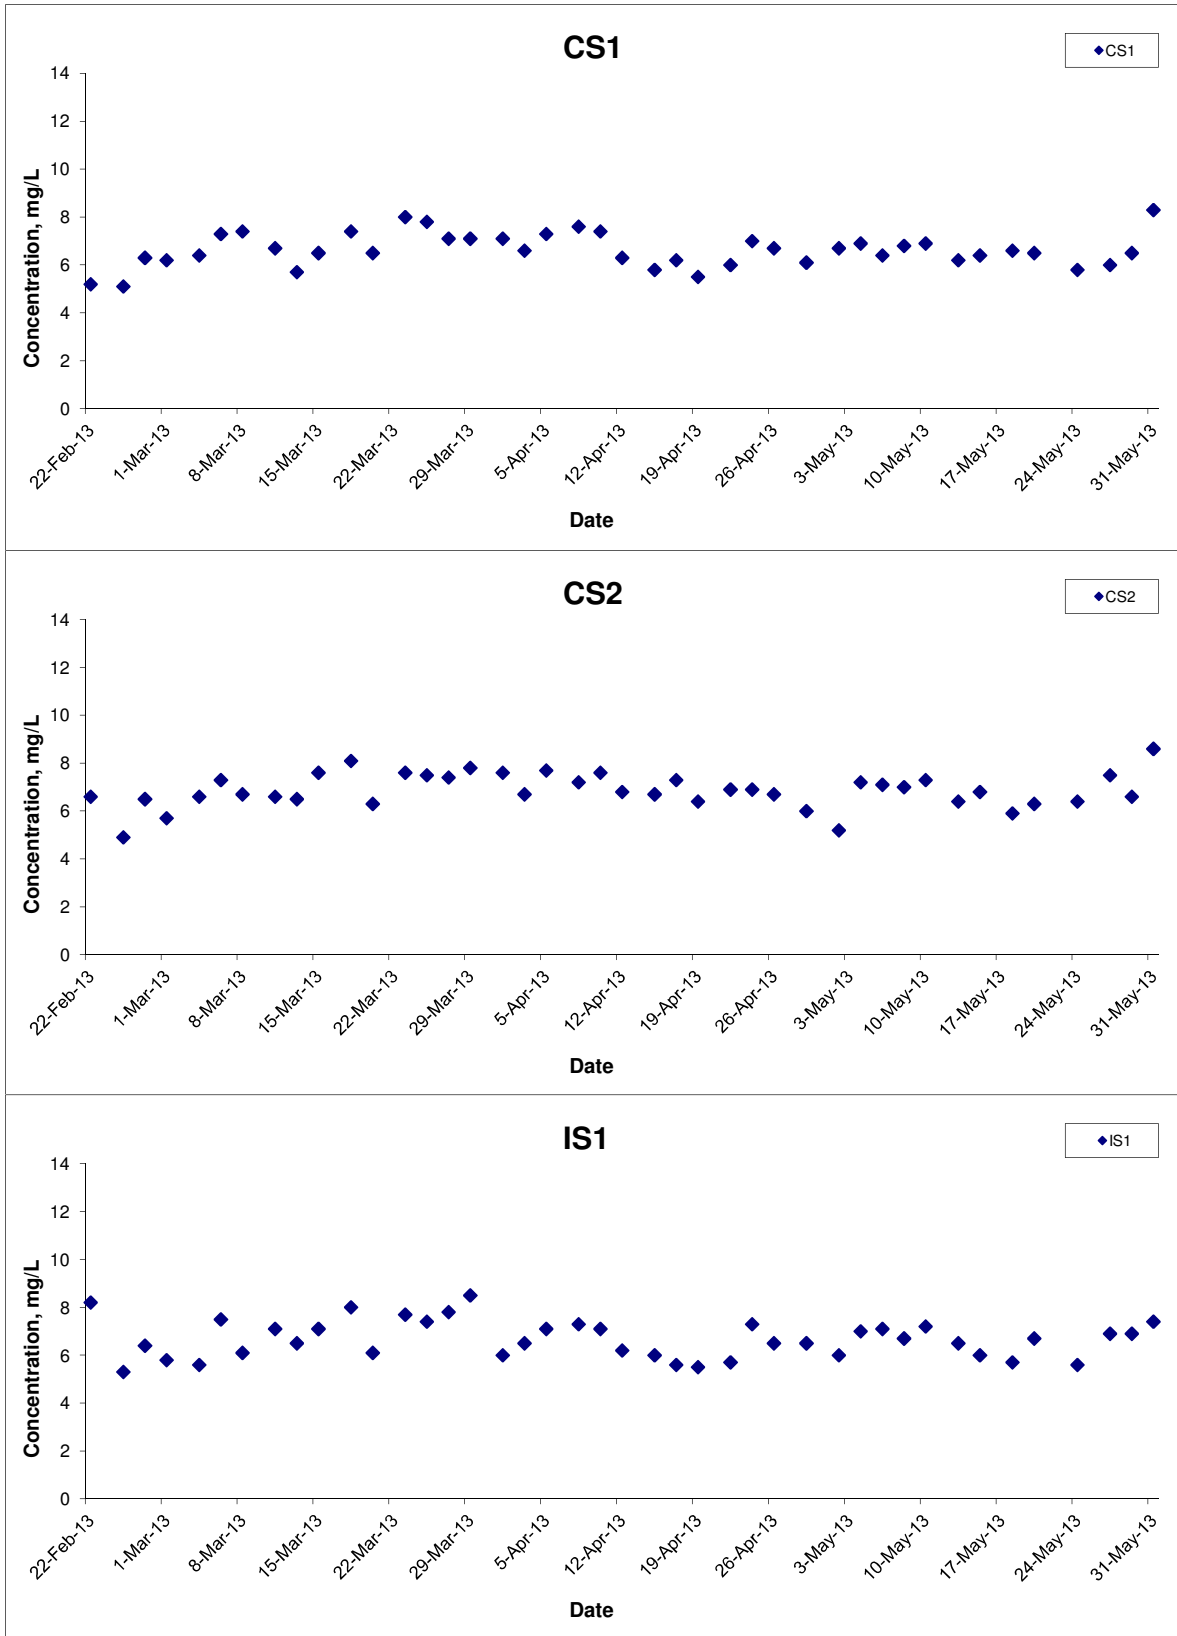 CS1
CS1
14
12
10
8
6
4
2
0
Concentration, mg/L
22-Feb-13
1-Mar-13
8-Mar-13
15-Mar-13
22-Mar-13
29-Mar-13
5-Apr-13
12-Apr-13
19-Apr-13
26-Apr-13
3-May-13
10-May-13
17-May-13
24-May-13
31-May-13
Date
CS2
CS2
14
12
10
8
6
4
2
0
Concentration, mg/L
22-Feb-13
1-Mar-13
8-Mar-13
15-Mar-13
22-Mar-13
29-Mar-13
5-Apr-13
12-Apr-13
19-Apr-13
26-Apr-13
3-May-13
10-May-13
17-May-13
24-May-13
31-May-13
Date
IS1
IS1
14
12
10
8
6
4
2
0
Concentration, mg/L
22-Feb-13
1-Mar-13
8-Mar-13
15-Mar-13
22-Mar-13
29-Mar-13
5-Apr-13
12-Apr-13
19-Apr-13
26-Apr-13
3-May-13
10-May-13
17-May-13
24-May-13
31-May-13
Date